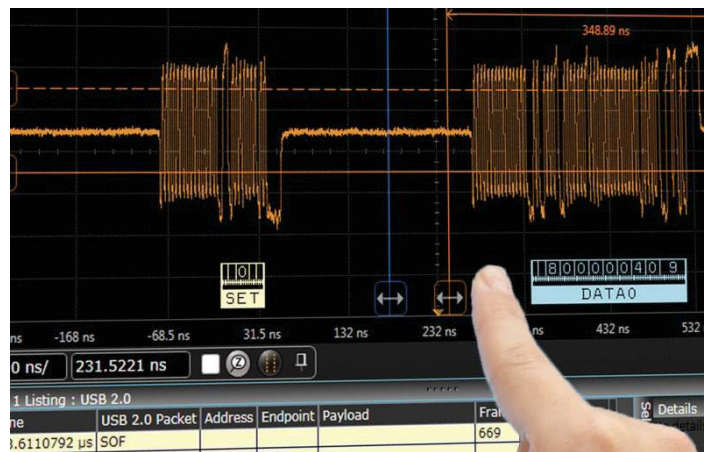 348.89 ns
0
SET
8 0 0 0 0 0 4 0 9
DATA0
ns -168 ns -68.5 ns 31.5 ns 132 ns 232 ns ns 432 ns 532
0 ns/ 231.5221 ns
1 Listing : USB 2.0
ne USB 2.0 Packet Address Endpoint Payload Fra Details
3.6110792 µs SOF 669 details